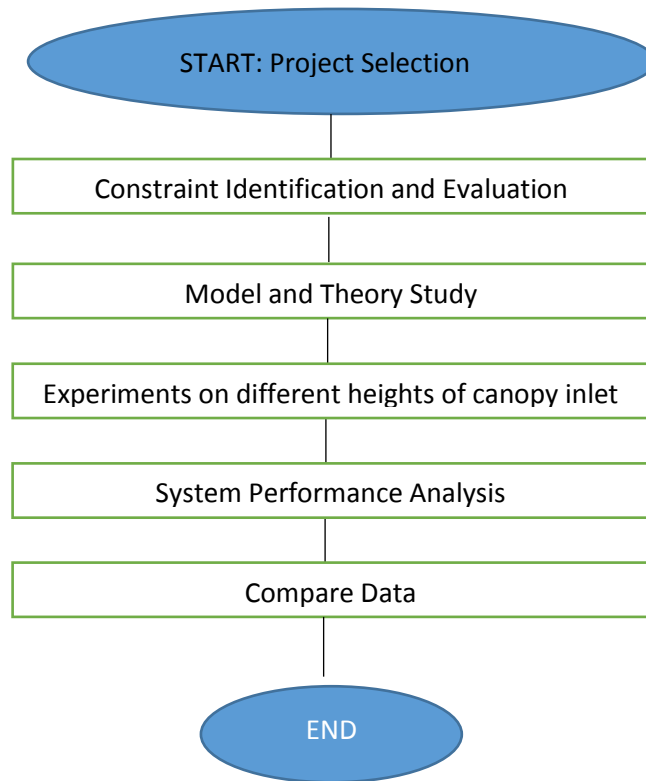 START: Project Selection
Constraint Identification and Evaluation
Model and Theory Study
Experiments on different heights of canopy inlet
System Performance Analysis
Compare Data
END